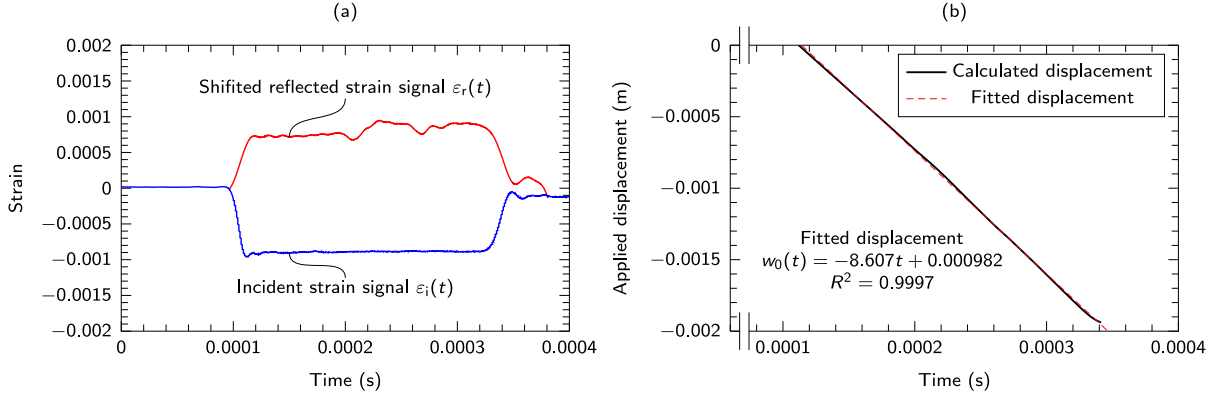 (a)
0.002
0.0015
0.001
0.0005
0
−0.0005
−0.001
−0.0015
−0.002
Strain
Shifited reflected strain signal εr(t)
Incident strain signal εi(t)
0 0.0001 0.0002 0.0003 0.0004
Time (s)
(b)
0
−0.0005
−0.001
−0.0015
−0.002
Applied displacement (m)
Calculated displacement
Fitted displacement
Fitted displacement
w0(t) = −8.607t + 0.000982
R² = 0.9997
0.0001 0.0002 0.0003 0.0004
Time (s)